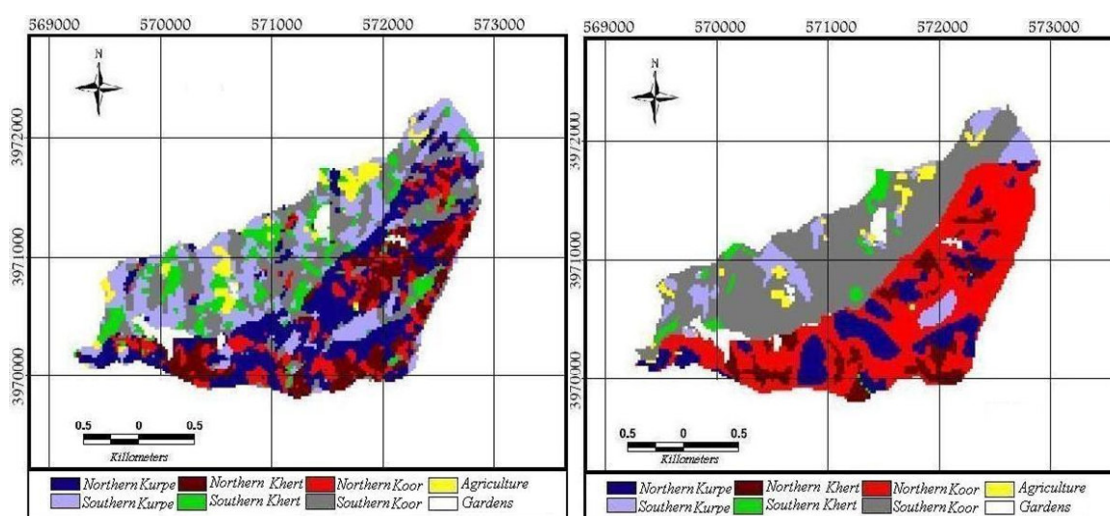 569000 570000 571000 572000 573000
N
3972000
3971000
3970000
0.5 0 0.5
Killometers
Northern Kurpe Northern Khert Northern Koor Agriculture
Southern Kurpe Southern Khert Southern Koor Gardens
569000 570000 571000 572000 573000
N
3972000
3971000
3970000
0.5 0 0.5
Killometers
Northern Kurpe Northern Khert Northern Koor Agriculture
Southern Kurpe Southern Khert Southern Koor Gardens